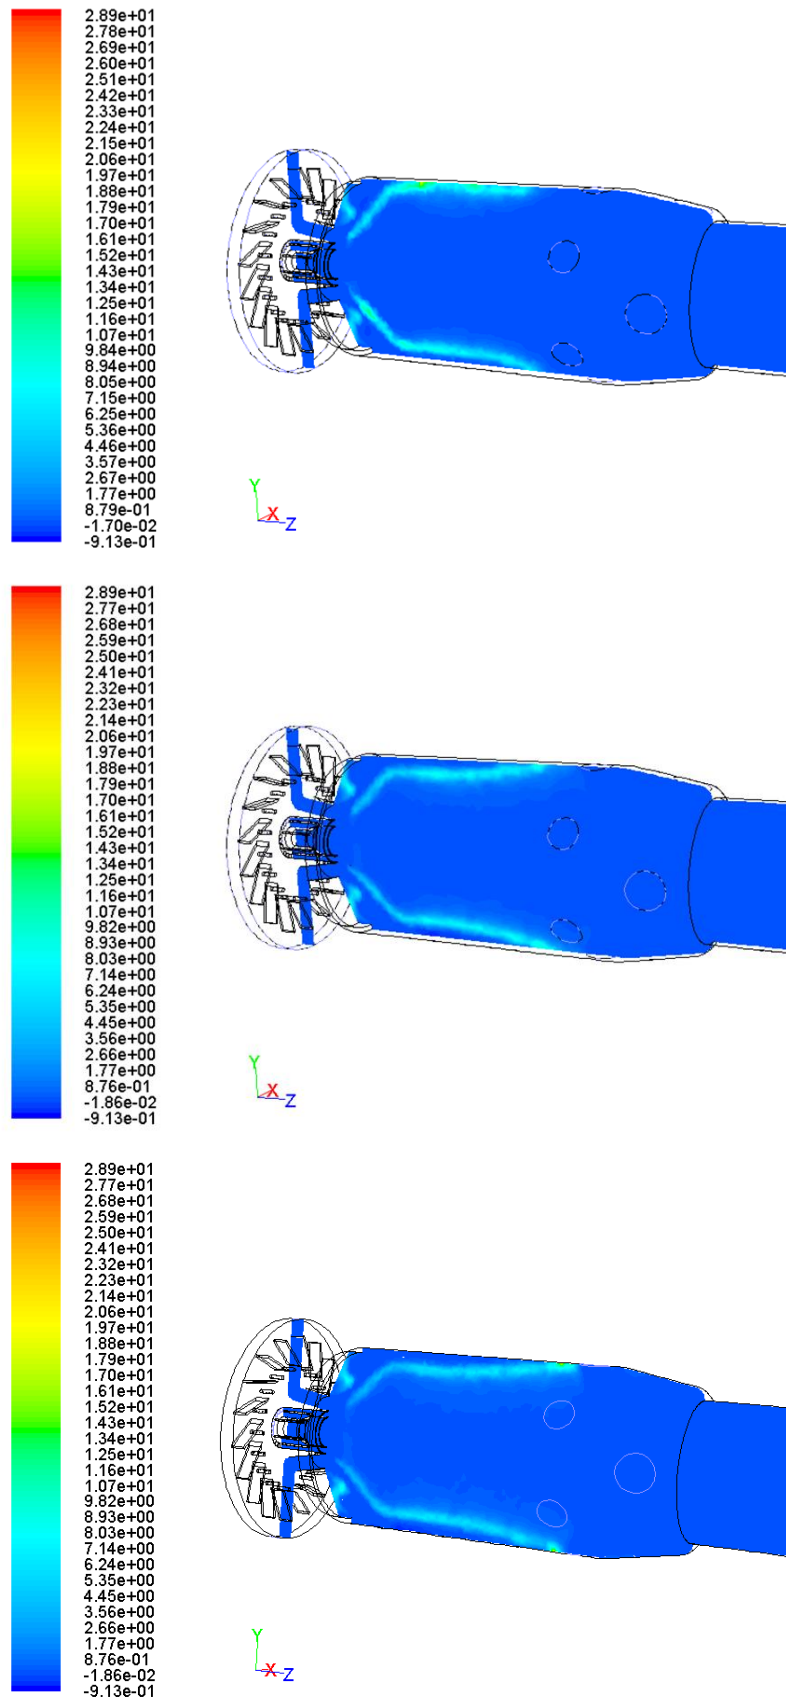 2.89e+01
2.78e+01
2.69e+01
2.60e+01
2.51e+01
2.42e+01
2.33e+01
2.24e+01
2.15e+01
2.06e+01
1.97e+01
1.88e+01
1.79e+01
1.70e+01
1.61e+01
1.52e+01
1.43e+01
1.34e+01
1.25e+01
1.16e+01
1.07e+01
9.84e+00
8.94e+00
8.05e+00
7.15e+00
6.25e+00
5.36e+00
4.46e+00
3.57e+00
2.67e+00
1.77e+00
8.79e-01
-1.70e-02
-9.13e-01
Y
X
Z
2.89e+01
2.77e+01
2.68e+01
2.59e+01
2.50e+01
2.41e+01
2.32e+01
2.23e+01
2.14e+01
2.06e+01
1.97e+01
1.88e+01
1.79e+01
1.70e+01
1.61e+01
1.52e+01
1.43e+01
1.34e+01
1.25e+01
1.16e+01
1.07e+01
9.82e+00
8.93e+00
8.03e+00
7.14e+00
6.24e+00
5.35e+00
4.45e+00
3.56e+00
2.66e+00
1.77e+00
8.76e-01
-1.86e-02
-9.13e-01
Y
X
Z
2.89e+01
2.77e+01
2.68e+01
2.59e+01
2.50e+01
2.41e+01
2.32e+01
2.23e+01
2.14e+01
2.06e+01
1.97e+01
1.88e+01
1.79e+01
1.70e+01
1.61e+01
1.52e+01
1.43e+01
1.34e+01
1.25e+01
1.16e+01
1.07e+01
9.82e+00
8.93e+00
8.03e+00
7.14e+00
6.24e+00
5.35e+00
4.45e+00
3.56e+00
2.66e+00
1.77e+00
8.76e-01
-1.86e-02
-9.13e-01
Y
X
Z